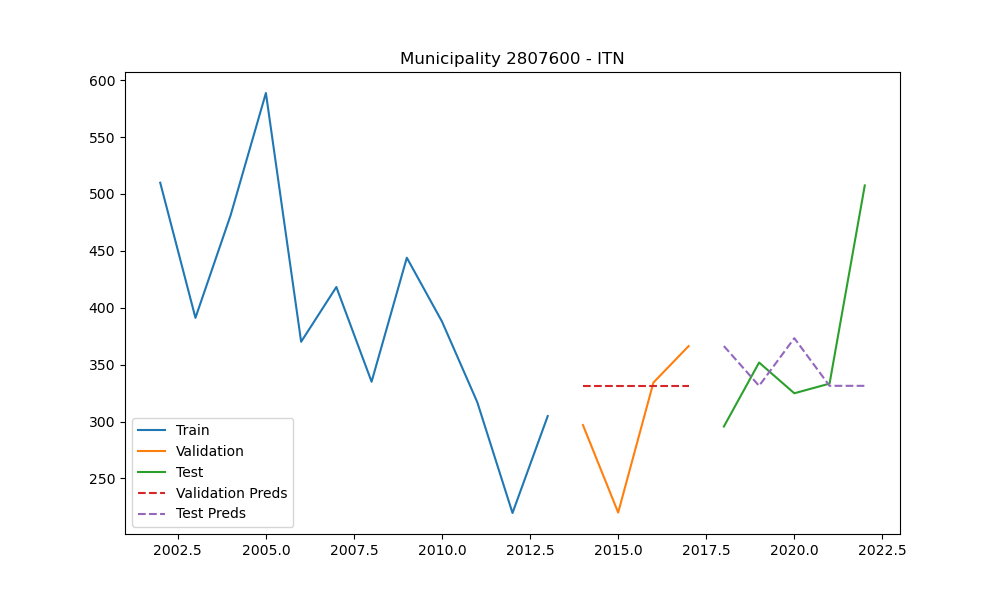 Municipality 2807600 - ITN
600
550
500
450
400
350
300
250
Train
Validation
Test
Validation Preds
Test Preds
2002.5 2005.0 2007.5 2010.0 2012.5 2015.0 2017.5 2020.0 2022.5